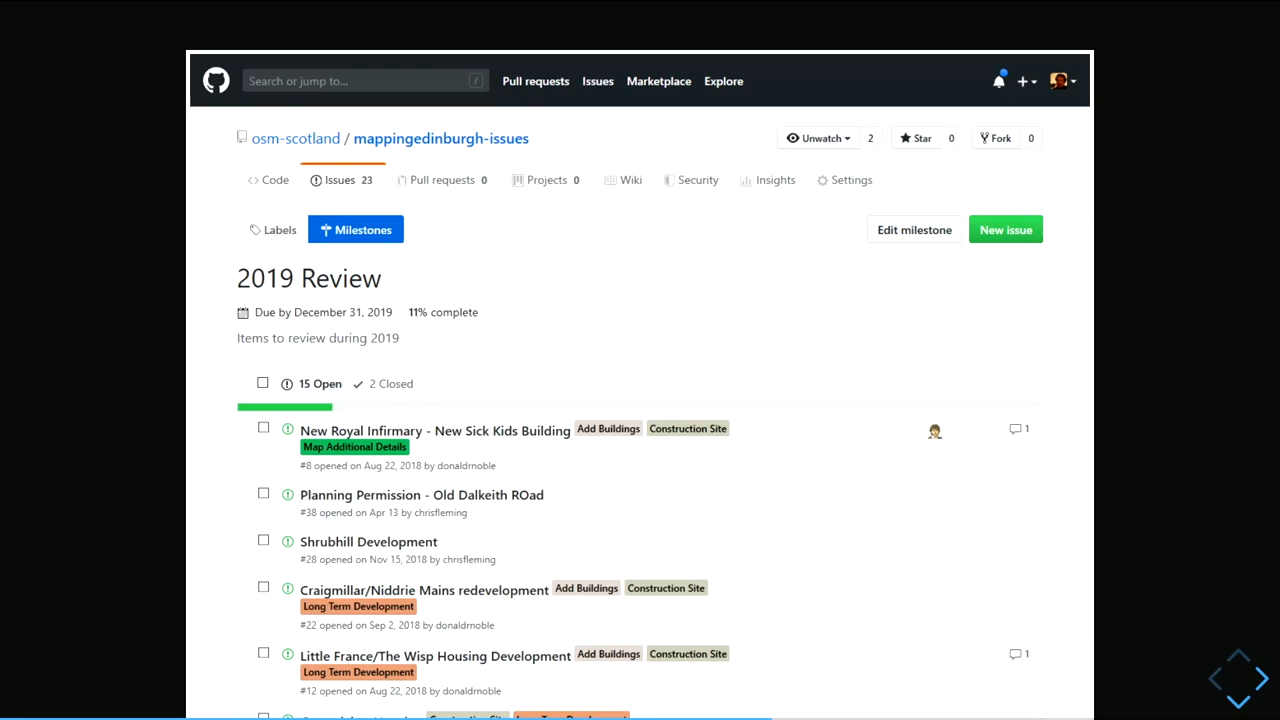 Search or jump to... / Pull requests Issues Marketplace Explore
osm-scotland / mappingedinburgh-issues Unwatch 2 Star 0 Fork 0
Code Issues 23 Pull requests 0 Projects 0 Wiki Security Insights Settings
Labels Milestones Edit milestone New issue
2019 Review
Due by December 31, 2019 11% complete
Items to review during 2019
15 Open 2 Closed
New Royal Infirmary - New Sick Kids Building Add Buildings Construction Site 1
Map Additional Details
#8 opened on Aug 22, 2018 by donaldrnoble
Planning Permission - Old Dalkeith ROad
#38 opened on Apr 13 by chrisfleming
Shrubhill Development
#28 opened on Nov 15, 2018 by chrisfleming
Craigmillar/Niddrie Mains redevelopment Add Buildings Construction Site
Long Term Development
#22 opened on Sep 2, 2018 by donaldrnoble
Little France/The Wisp Housing Development Add Buildings Construction Site 1
Long Term Development
#12 opened on Aug 22, 2018 by donaldrnoble